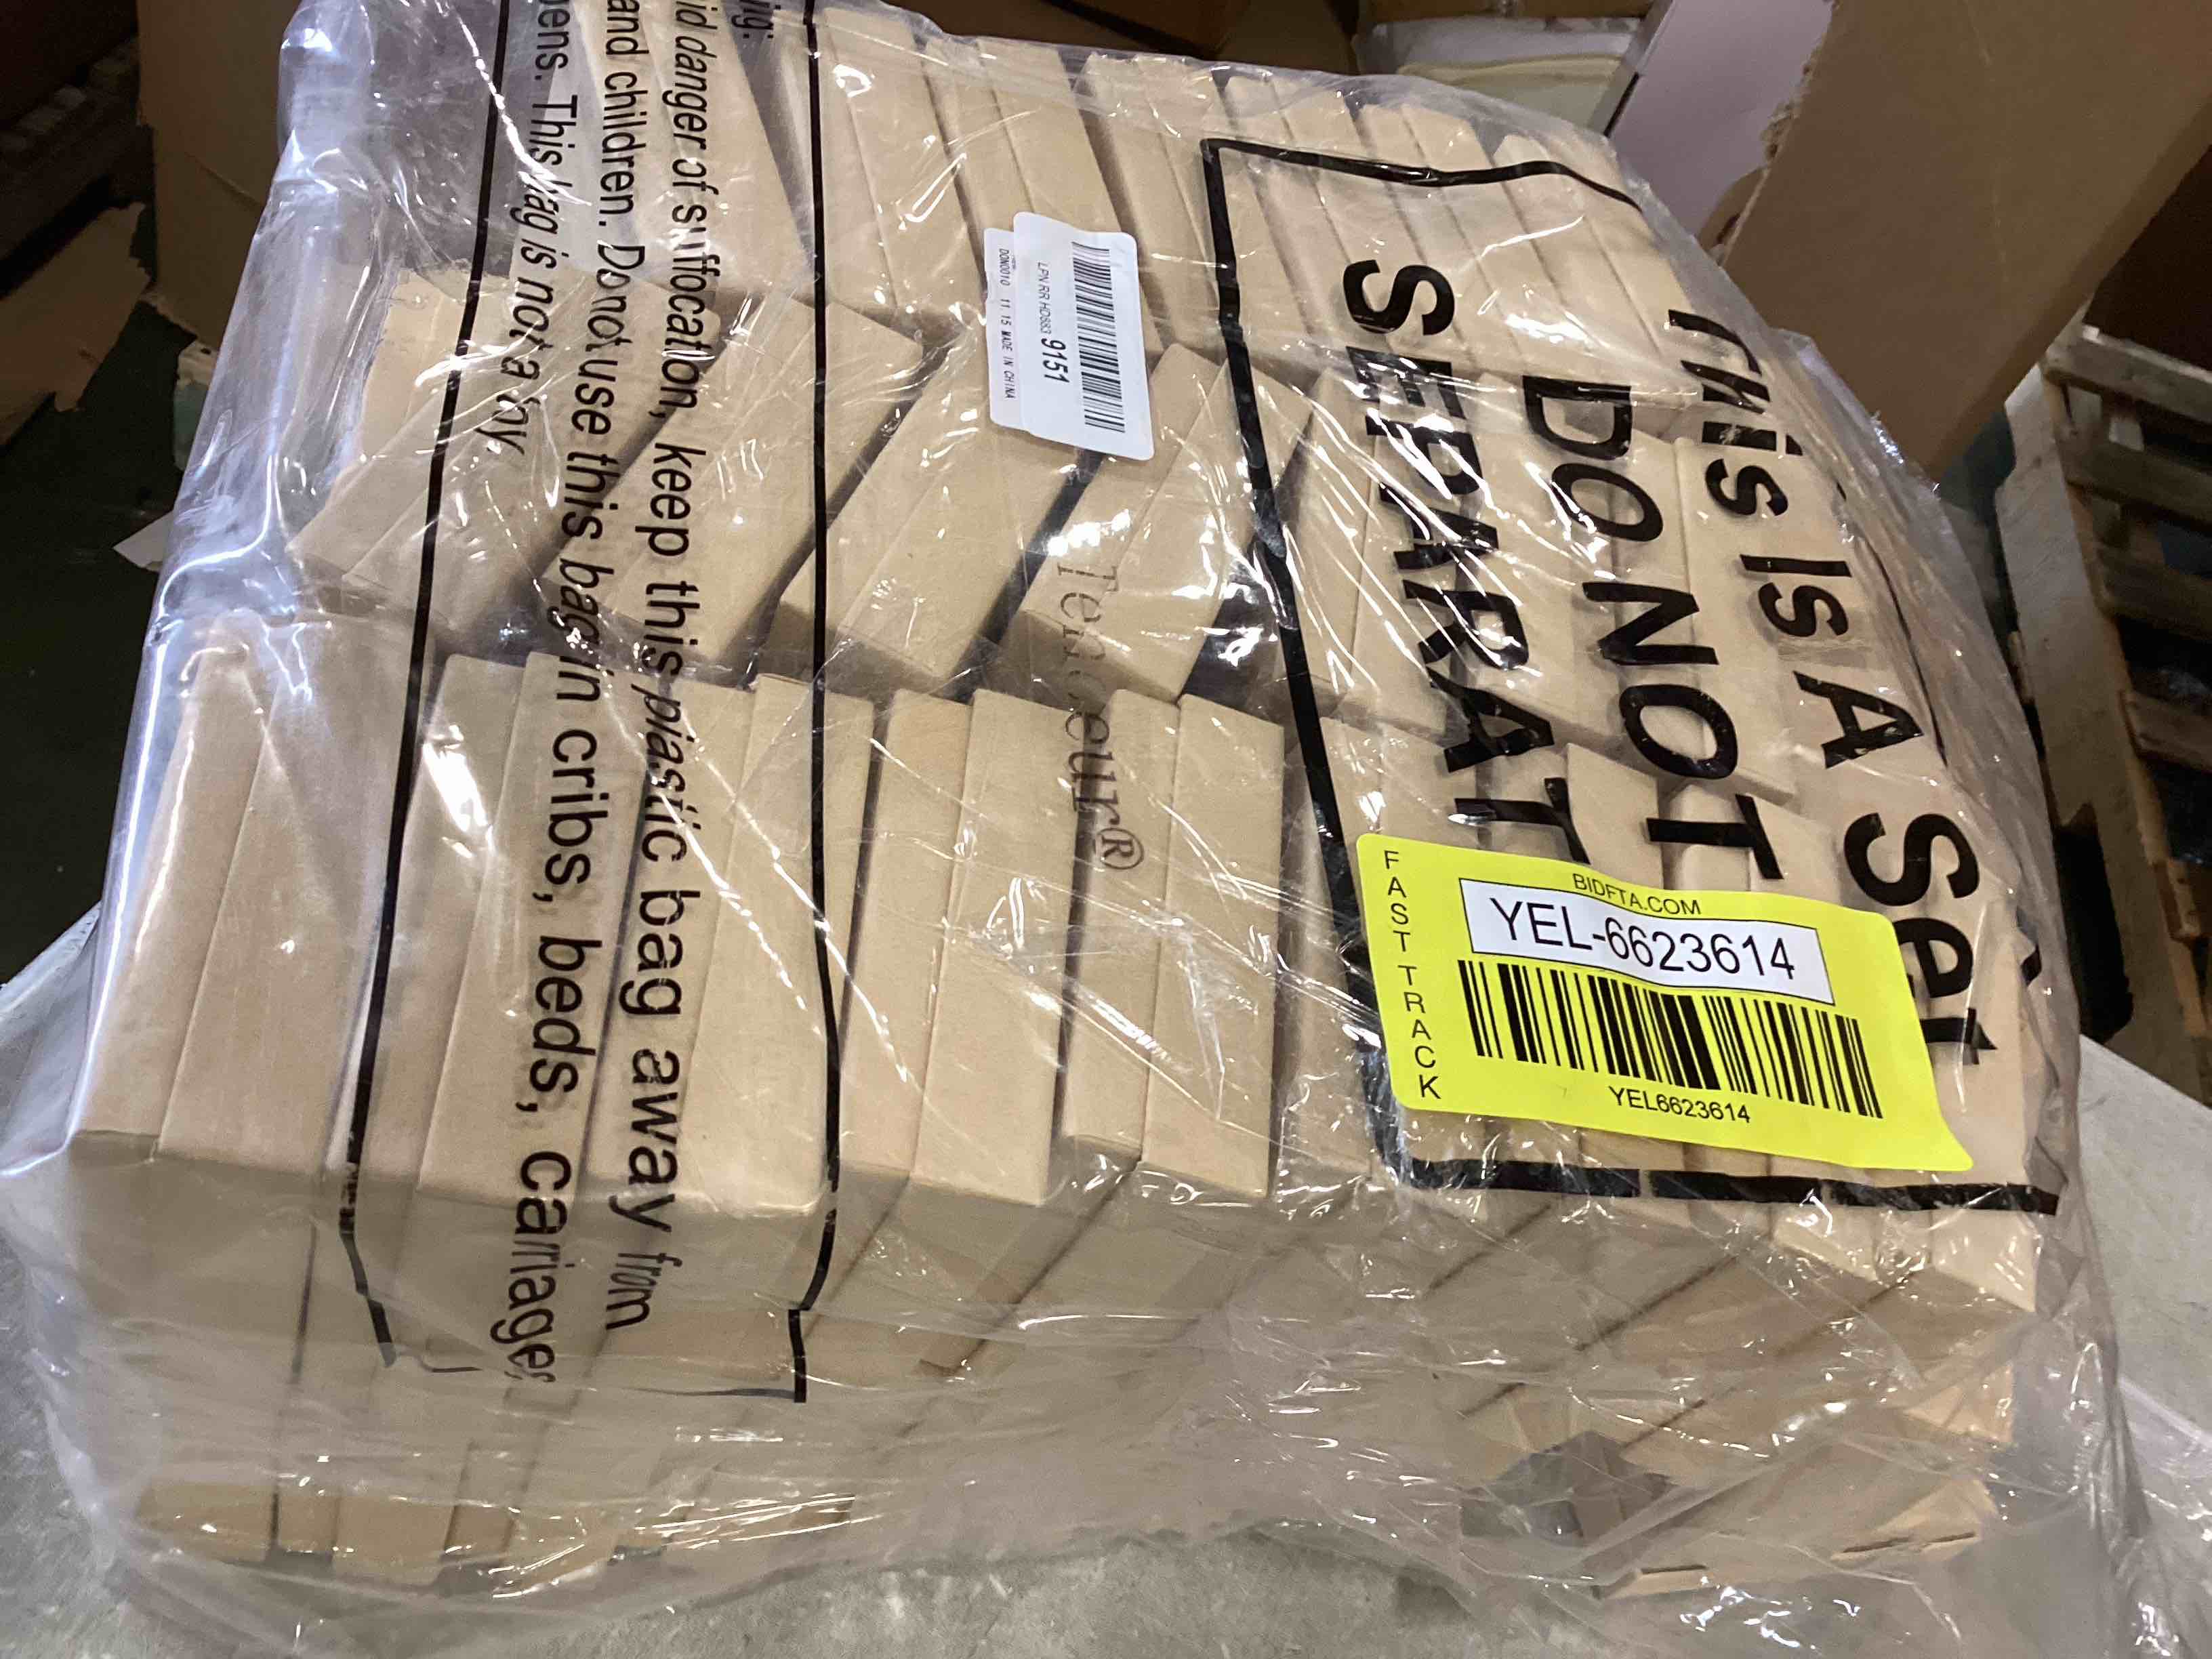 This Is A Set
DO NOT
SEPARAT
id danger of suffocation, keep this plastic bag away from
and children. Do not use this bag in cribs, beds, carriages,
pens. This bag is not a toy.
LPN RR HD683 9151
MADE IN CHINA
Tendeur®
FAST TRACK
BIDFTA.COM
YEL-6623614
YEL6623614